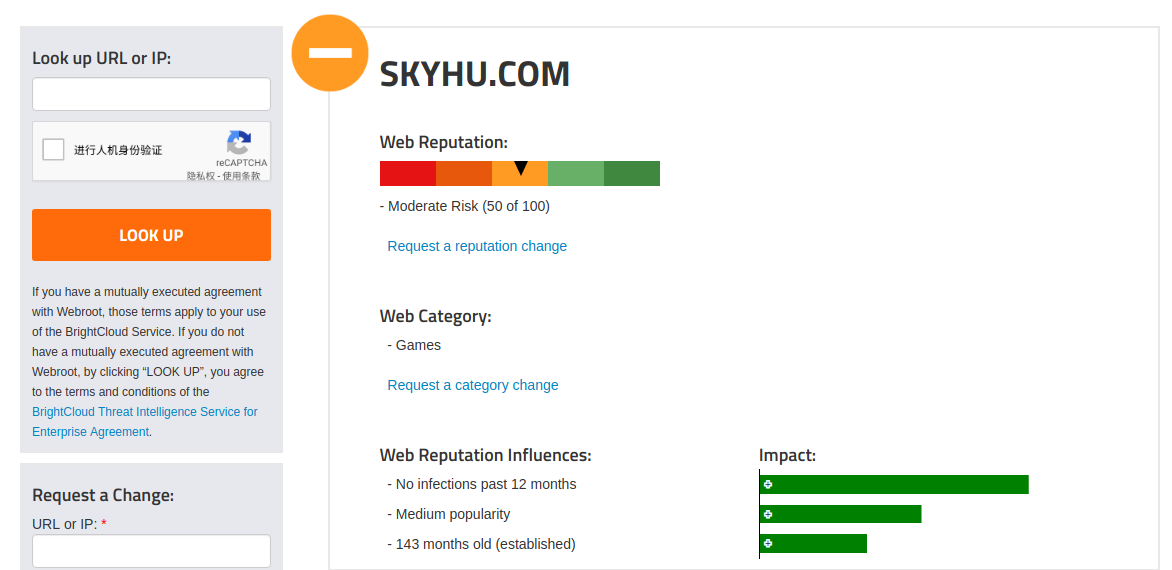 Look up URL or IP:
进行人机身份验证
reCAPTCHA
隐私权 - 使用条款
LOOK UP
If you have a mutually executed agreement
with Webroot, those terms apply to your use
of the BrightCloud Service. If you do not
have a mutually executed agreement with
Webroot, by clicking “LOOK UP”, you agree
to the terms and conditions of the
BrightCloud Threat Intelligence Service for
Enterprise Agreement.
Request a Change:
URL or IP: *
SKYHU.COM
Web Reputation:
- Moderate Risk (50 of 100)
Request a reputation change
Web Category:
- Games
Request a category change
Web Reputation Influences:
Impact:
- No infections past 12 months
- Medium popularity
- 143 months old (established)